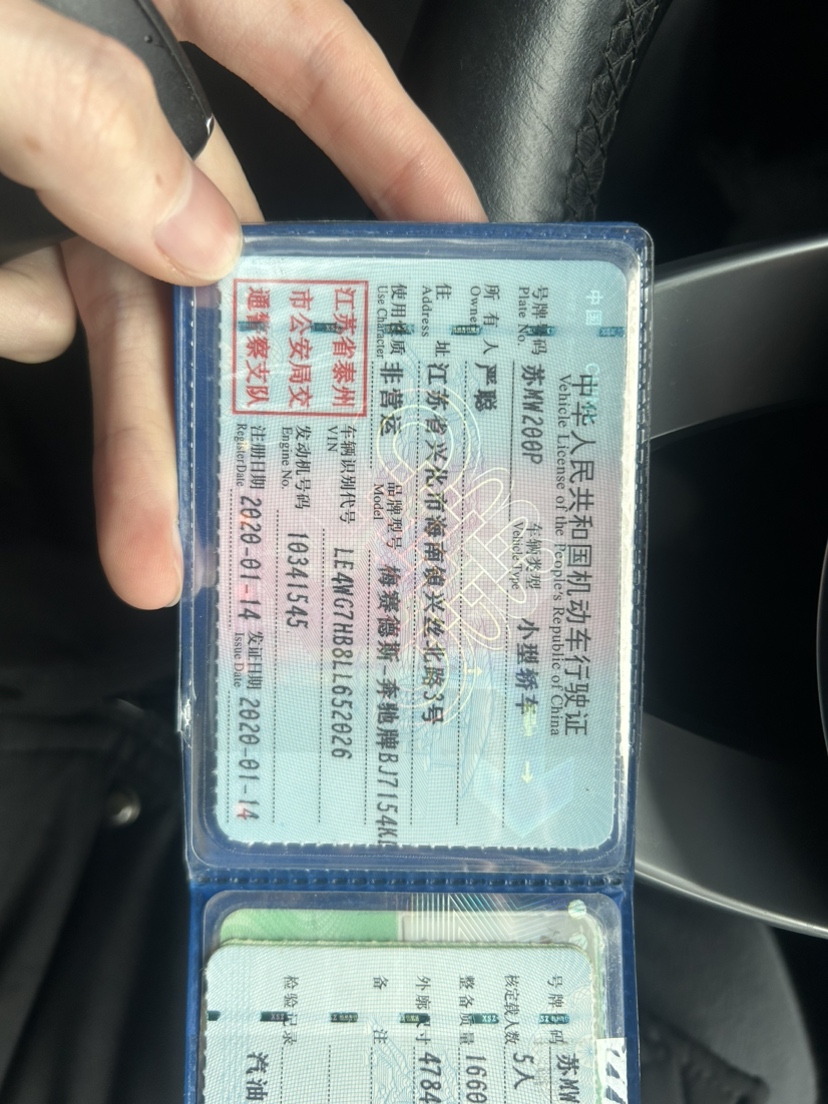 中华人民共和国机动车行驶证
Vehicle License of the People's Republic of China
号牌号码 苏MW200P 车辆类型 小型轿车
Plate No. Vehicle Type
所有人 严聪
Owner
住址 江苏省兴化市海南镇兴丝北路3号
Address
使用性质 非营运 品牌型号 梅赛德斯-奔驰牌BJ7154K
Use Character Model
江苏省泰州
市公安局交
通警察支队
车辆识别代号 LE4WG7HB8LL652026
VIN
发动机号码 10341545
Engine No.
注册日期 2020-01-14 发证日期 2020-01-14
Register Date Issue Date
号牌号码 苏MW
核定载人数 5人
整备质量 1660
外廓尺寸 4784
备注
检验记录
汽油